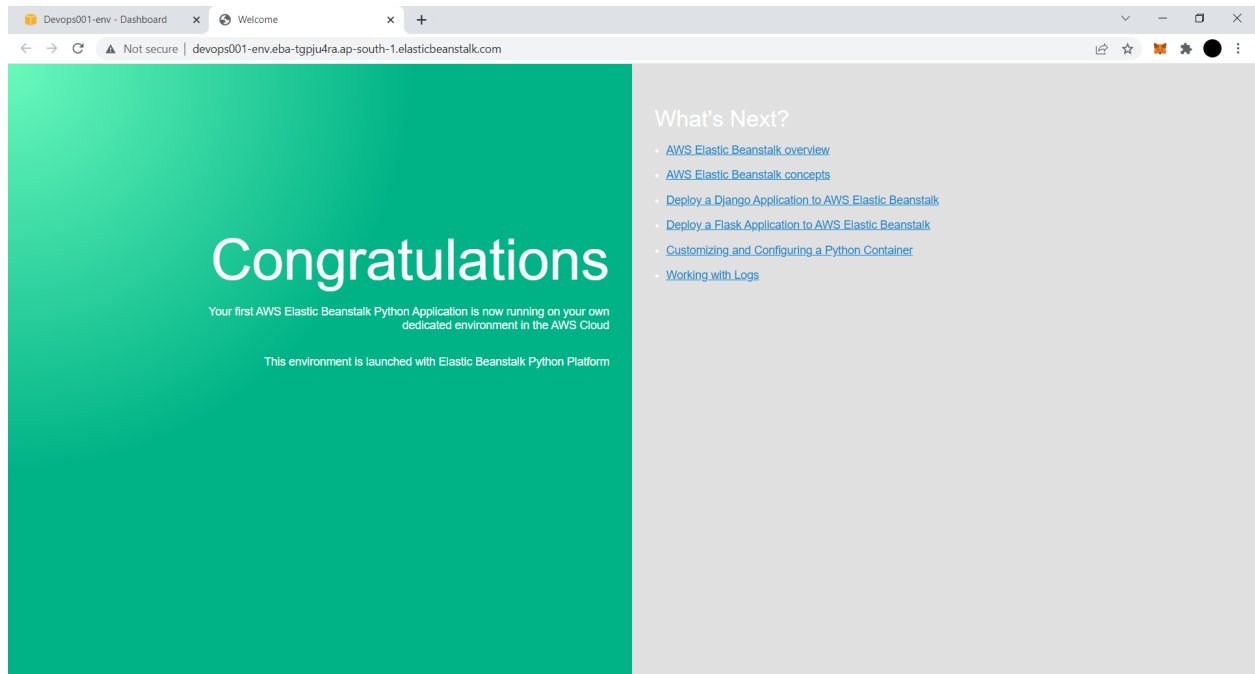 Devops001-env - Dashboard
Welcome
Not secure | devops001-env.eba-tgpju4ra.ap-south-1.elasticbeanstalk.com
Congratulations
Your first AWS Elastic Beanstalk Python Application is now running on your own
dedicated environment in the AWS Cloud
This environment is launched with Elastic Beanstalk Python Platform
What's Next?
AWS Elastic Beanstalk overview
AWS Elastic Beanstalk concepts
Deploy a Django Application to AWS Elastic Beanstalk
Deploy a Flask Application to AWS Elastic Beanstalk
Customizing and Configuring a Python Container
Working with Logs